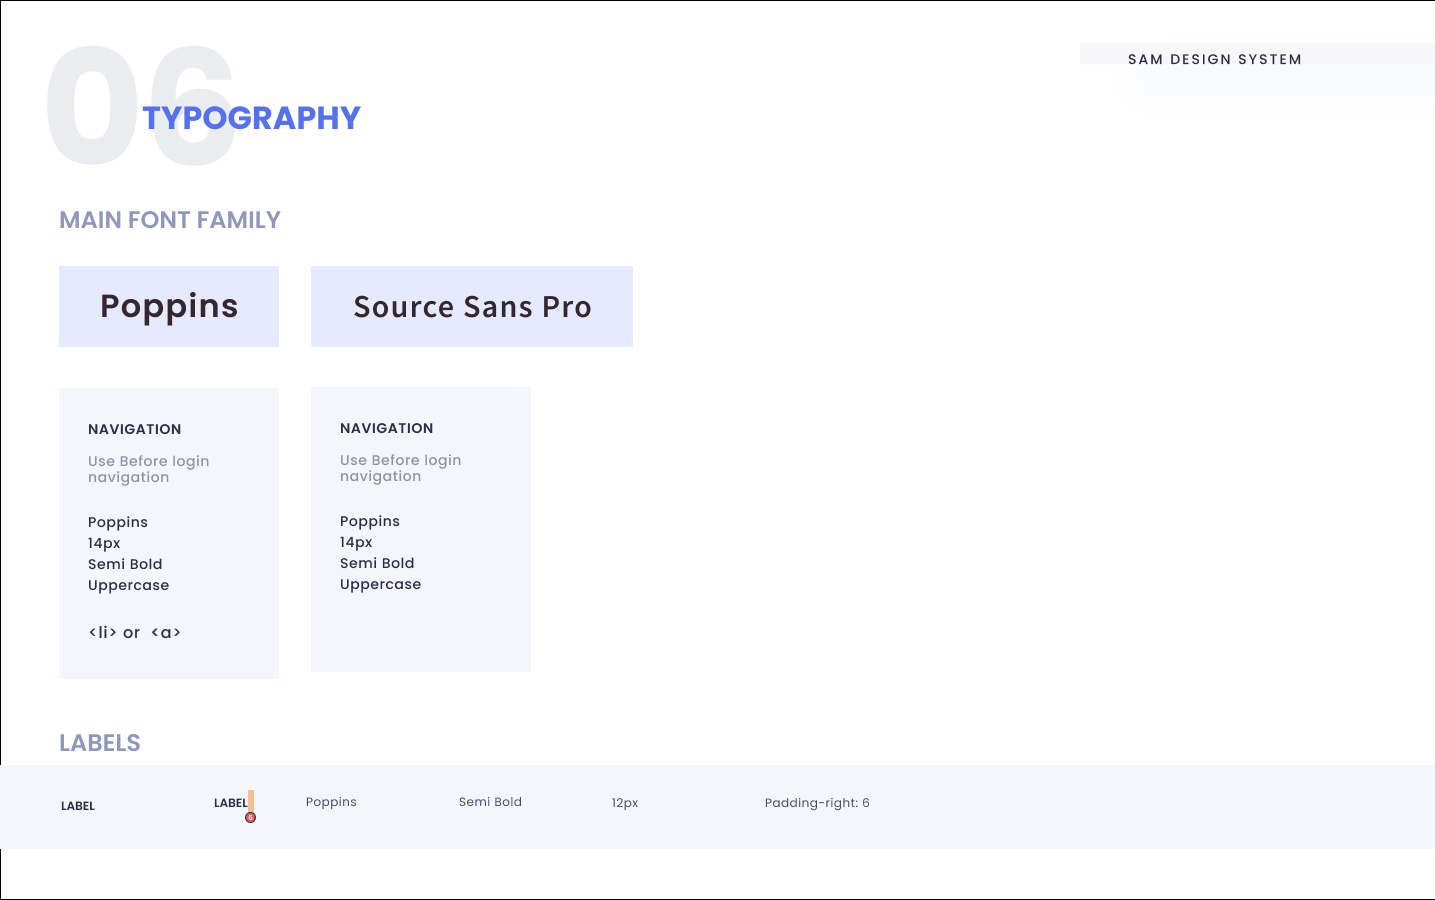 06
TYPOGRAPHY
SAM DESIGN SYSTEM
MAIN FONT FAMILY
Poppins
Source Sans Pro
NAVIGATION
Use Before login
navigation
Poppins
14px
Semi Bold
Uppercase
<li> or <a>
NAVIGATION
Use Before login
navigation
Poppins
14px
Semi Bold
Uppercase
LABELS
LABEL
LABEL
6
Poppins
Semi Bold
12px
Padding-right: 6